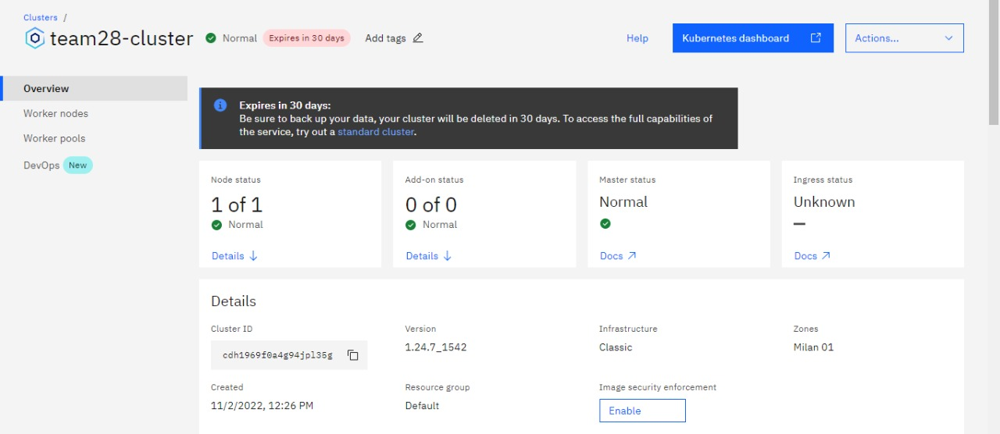 Clusters /
team28-cluster Normal Expires in 30 days Add tags Help Kubernetes dashboard Actions...
Overview
Worker nodes
Worker pools
DevOps New
Expires in 30 days:
Be sure to back up your data, your cluster will be deleted in 30 days. To access the full capabilities of
the service, try out a standard cluster.
Node status
1 of 1
Normal
Details
Add-on status
0 of 0
Normal
Details
Master status
Normal
Docs
Ingress status
Unknown
Docs
Details
Cluster ID
cdh1969f0a4g94jpl35g
Version
1.24.7_1542
Infrastructure
Classic
Zones
Milan 01
Created
11/2/2022, 12:26 PM
Resource group
Default
Image security enforcement
Enable